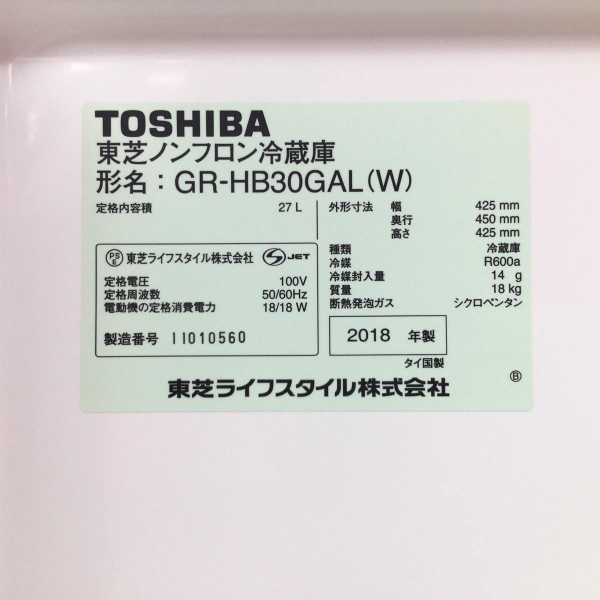 TOSHIBA
東芝ノンフロン冷蔵庫
形名：GR-HB30GAL(W)
定格内容積 27 L
PS E 東芝ライフスタイル株式会社 S JET
定格電圧 100V
定格周波数 50/60Hz
電動機の定格消費電力 18/18 W
製造番号 11010560
外形寸法 幅 425 mm
奥行 450 mm
高さ 425 mm
種類 冷蔵庫
冷媒 R600a
冷媒封入量 14 g
質量 18 kg
断熱発泡ガス シクロペンタン
2018 年製
タイ国製
東芝ライフスタイル株式会社
Ⓑ